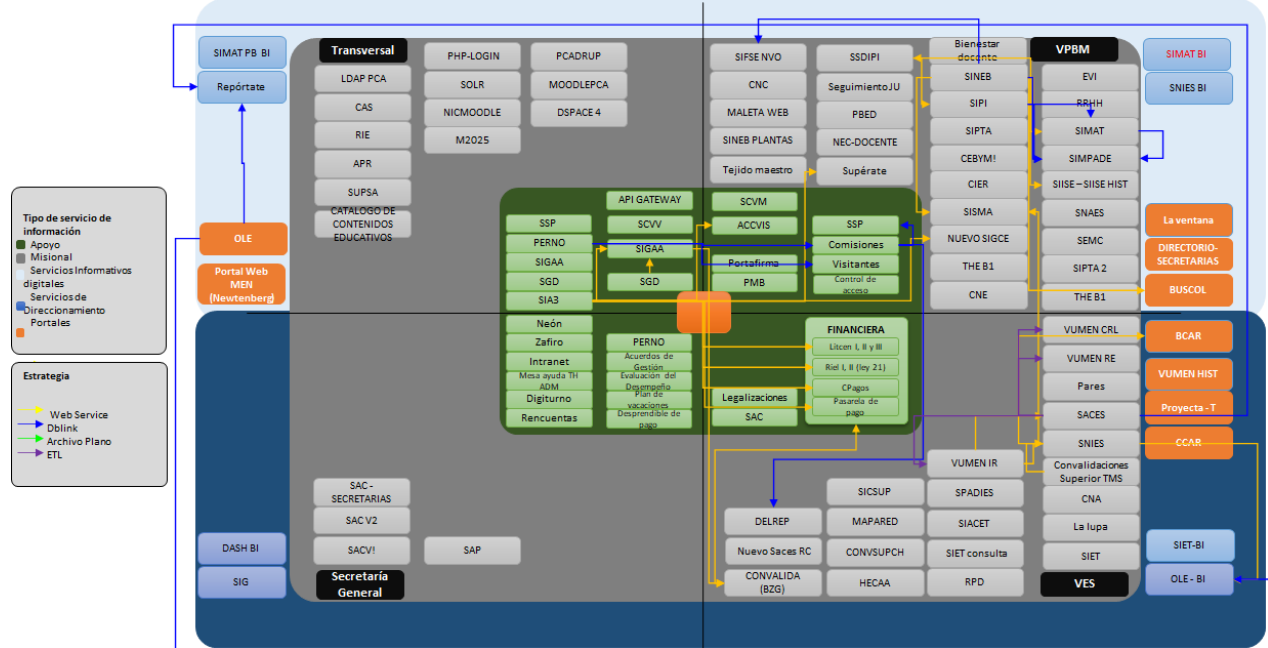 Tipo de servicio de
información
Apoyo
Misional
Servicios Informativos
digitales
Servicios de
Direccionamiento
Portales
Estrategia
Web Service
Dblink
Archivo Plano
ETL
SIMAT PB BI
Repórtate
OLE
Portal Web
MEN
(Newtenberg)
DASH BI
SIG
Transversal
LDAP PCA
CAS
RIE
APR
SUPSA
CATALOGO DE
CONTENIDOS
EDUCATIVOS
PHP-LOGIN
SOLR
NICMOODLE
M2025
PCADRUP
MOODLEPCA
DSPACE 4
SIFSE NVO
CNC
MALETA WEB
SINEB PLANTAS
Tejido maestro
SSDIPI
SeguimientoJU
PBED
NEC-DOCENTE
Supérate
Bienestar
docente
SINEB
SIPI
SIPTA
CEBYM!
CIER
SISMA
NUEVO SIGCE
THE B1
CNE
VPBM
EVI
RRHH
SIMAT
SIMPADE
SIISE – SIISE HIST
SNAES
SEMC
SIPTA 2
THE B1
SIMAT BI
SNIES BI
La ventana
DIRECTORIO-
SECRETARIAS
BUSCOL
BCAR
VUMEN HIST
Proyecta - T
CCAR
SIET-BI
OLE - BI
SSP
PERNO
SIGAA
SGD
SIA3
Neón
Zafiro
Intranet
Mesa ayuda TH
ADM
Digiturno
Rencuentas
API GATEWAY
SCVV
SIGAA
SGD
PERNO
Acuerdos de
Gestión
Evaluación del
Desempeño
Plan de
vacaciones
Desprendible de
pago
SCVM
ACCVIS
Portafirma
PMB
Legalizaciones
SAC
SSP
Comisiones
Visitantes
Control de
acceso
FINANCIERA
Litcen I, II y III
Riel I, II (ley 21)
CPagos
Pasarela de
pago
VUMEN CRL
VUMEN RE
Pares
SACES
SNIES
Convalidaciones
Superior TMS
CNA
La lupa
SIET
VES
VUMEN IR
SPADIES
SIACET
SIET consulta
RPD
SICSUP
MAPARED
CONVSUPCH
HECAA
DELREP
Nuevo Saces RC
CONVALIDA
(BZG)
SAC -
SECRETARIAS
SAC V2
SACV!
SAP
Secretaría
General